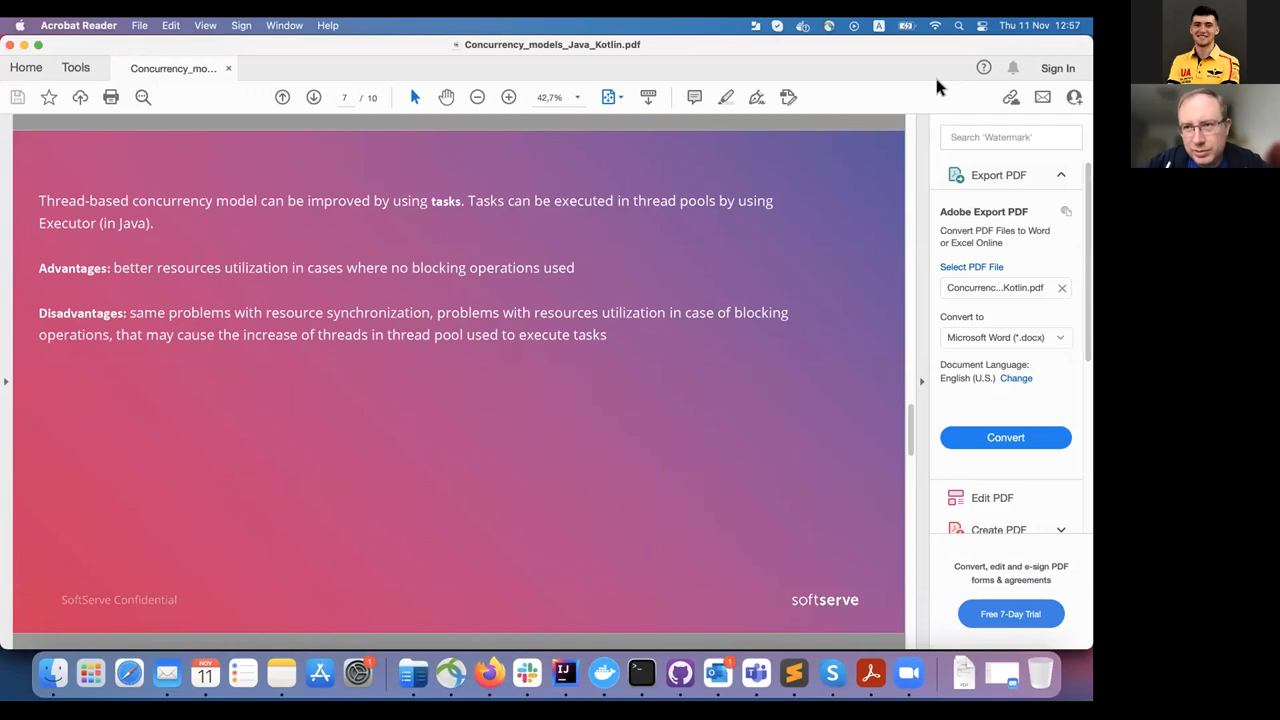 Acrobat Reader File Edit View Sign Window Help
A
Thu 11 Nov 12:57
Concurrency_models_Java_Kotlin.pdf
Home Tools Concurrency_mo... × Sign In
7 / 10 42,7%
Thread-based concurrency model can be improved by using tasks. Tasks can be executed in thread pools by using
Executor (in Java).
Advantages: better resources utilization in cases where no blocking operations used
Disadvantages: same problems with resource synchronization, problems with resources utilization in case of blocking
operations, that may cause the increase of threads in thread pool used to execute tasks
SoftServe Confidential
softserve
Search 'Watermark'
Export PDF
Adobe Export PDF
Convert PDF Files to Word
or Excel Online
Select PDF File
Concurrenc...Kotlin.pdf
Convert to
Microsoft Word (*.docx)
Document Language:
English (U.S.) Change
Convert
Edit PDF
Create PDF
Convert, edit and e-sign PDF
forms & agreements
Free 7-Day Trial
UA
NOV
11
1
1